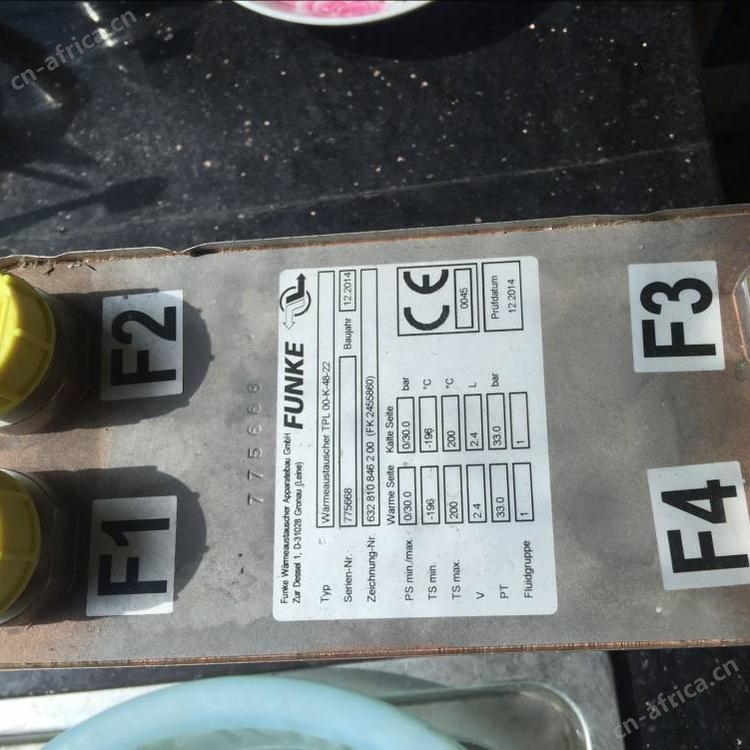 Funke Wärmeaustauscher Apparatebau GmbH
Zur Dessel 1, D-31028 Gronau (Leine)
FUNKE
Typ Wärmeaustauscher TPL 00-K-48-22
Serien-Nr. 775668 Baujahr 12.2014
Zeichnung-Nr. 632 810 846 2 00 (FK 2455860)
Warme Seite Kalte Seite
PS min./max 0/30.0 0/30.0 bar
TS min. -196 -196 °C
TS max. 200 200 °C
V 2.4 2.4 L
PT 33.0 33.0 bar
Fluidgruppe 1 1
CE
0045
Prüfdatum
12.2014
775668
F1
F2
F3
F4
cn-africa.cn
cn-africa.cn